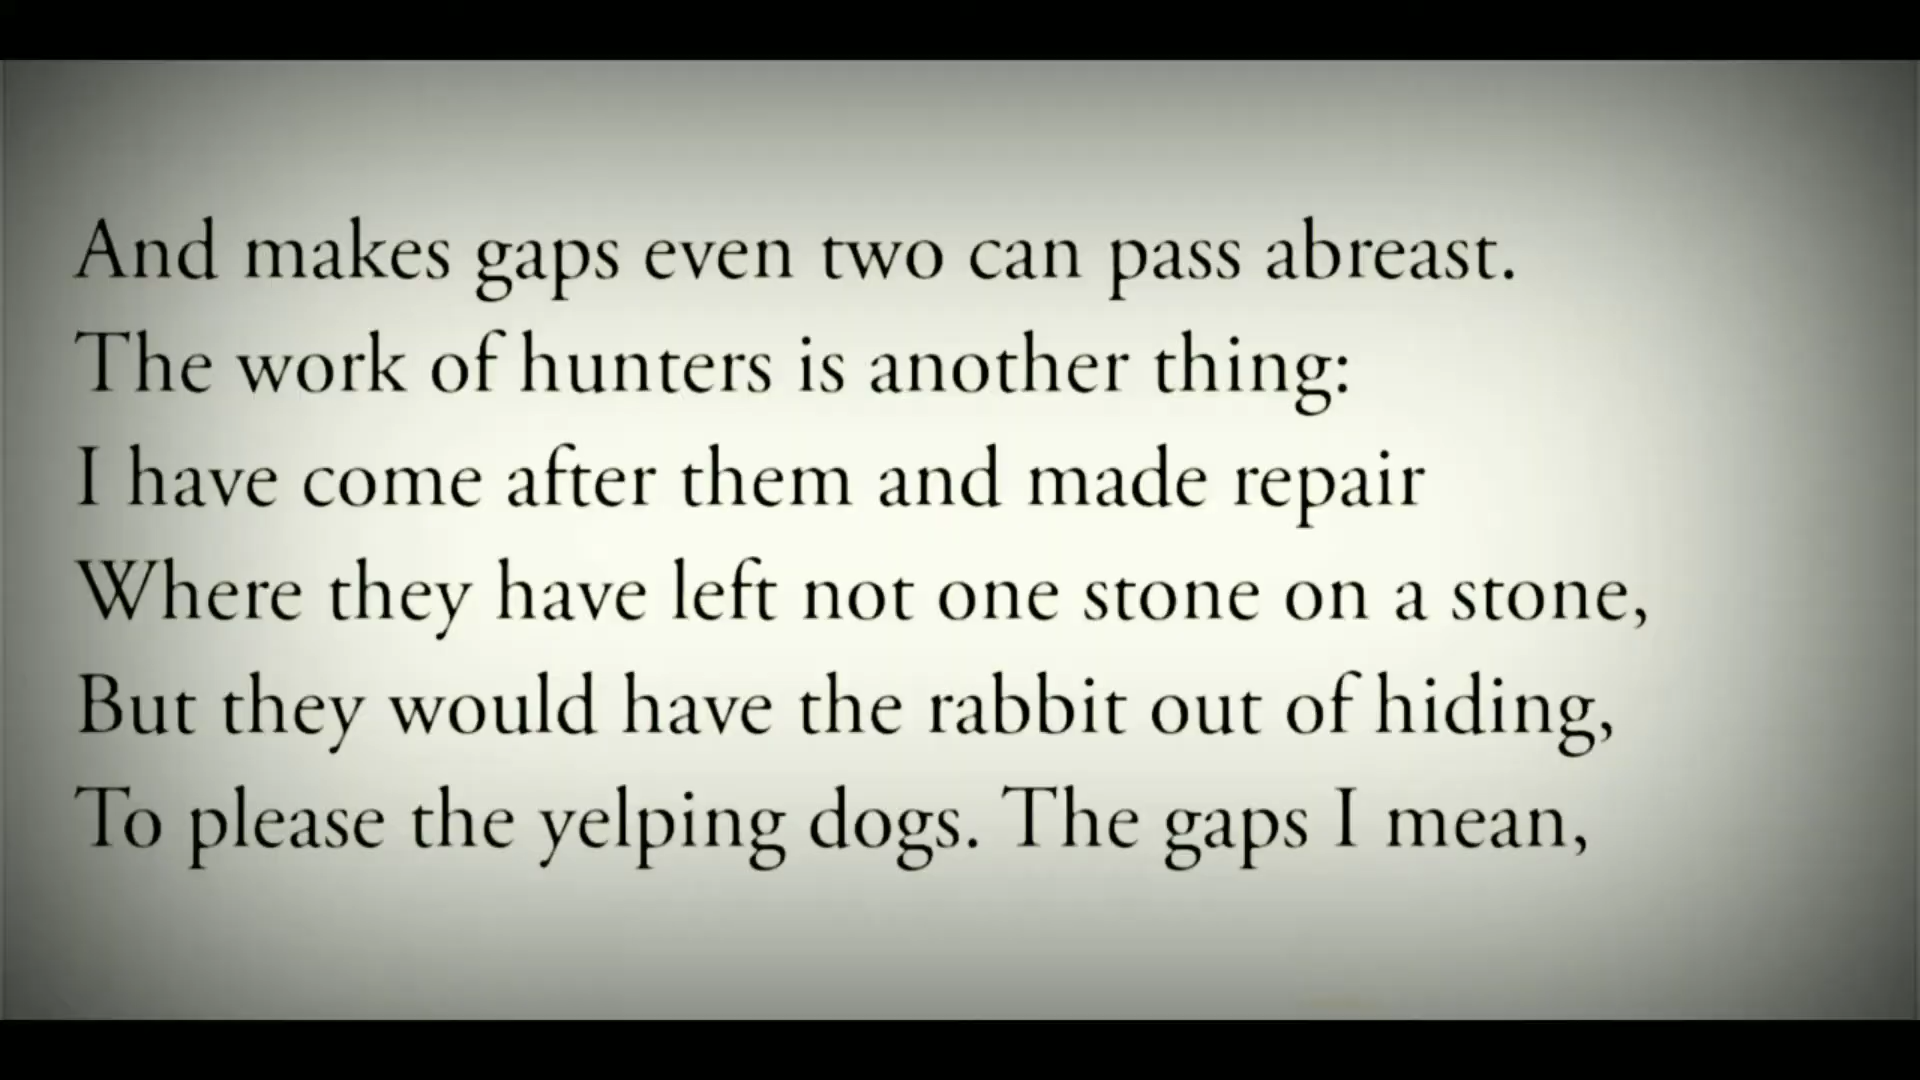 And makes gaps even two can pass abreast.
The work of hunters is another thing:
I have come after them and made repair
Where they have left not one stone on a stone,
But they would have the rabbit out of hiding,
To please the yelping dogs. The gaps I mean,